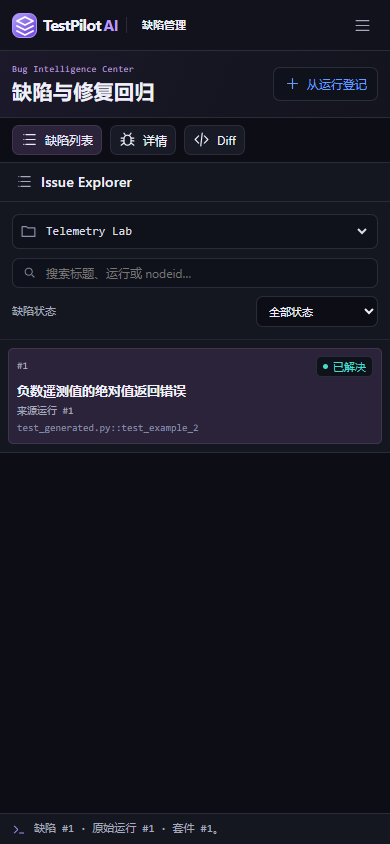 TestPilot AI 缺陷管理
Bug Intelligence Center
缺陷与修复回归
从运行登记
缺陷列表 详情 Diff
Issue Explorer
Telemetry Lab
搜索标题、运行或 nodeid...
缺陷状态 全部状态
#1 已解决
负数遥测值的绝对值返回错误
来源运行 #1
test_generated.py::test_example_2
缺陷 #1 · 原始运行 #1 · 套件 #1。